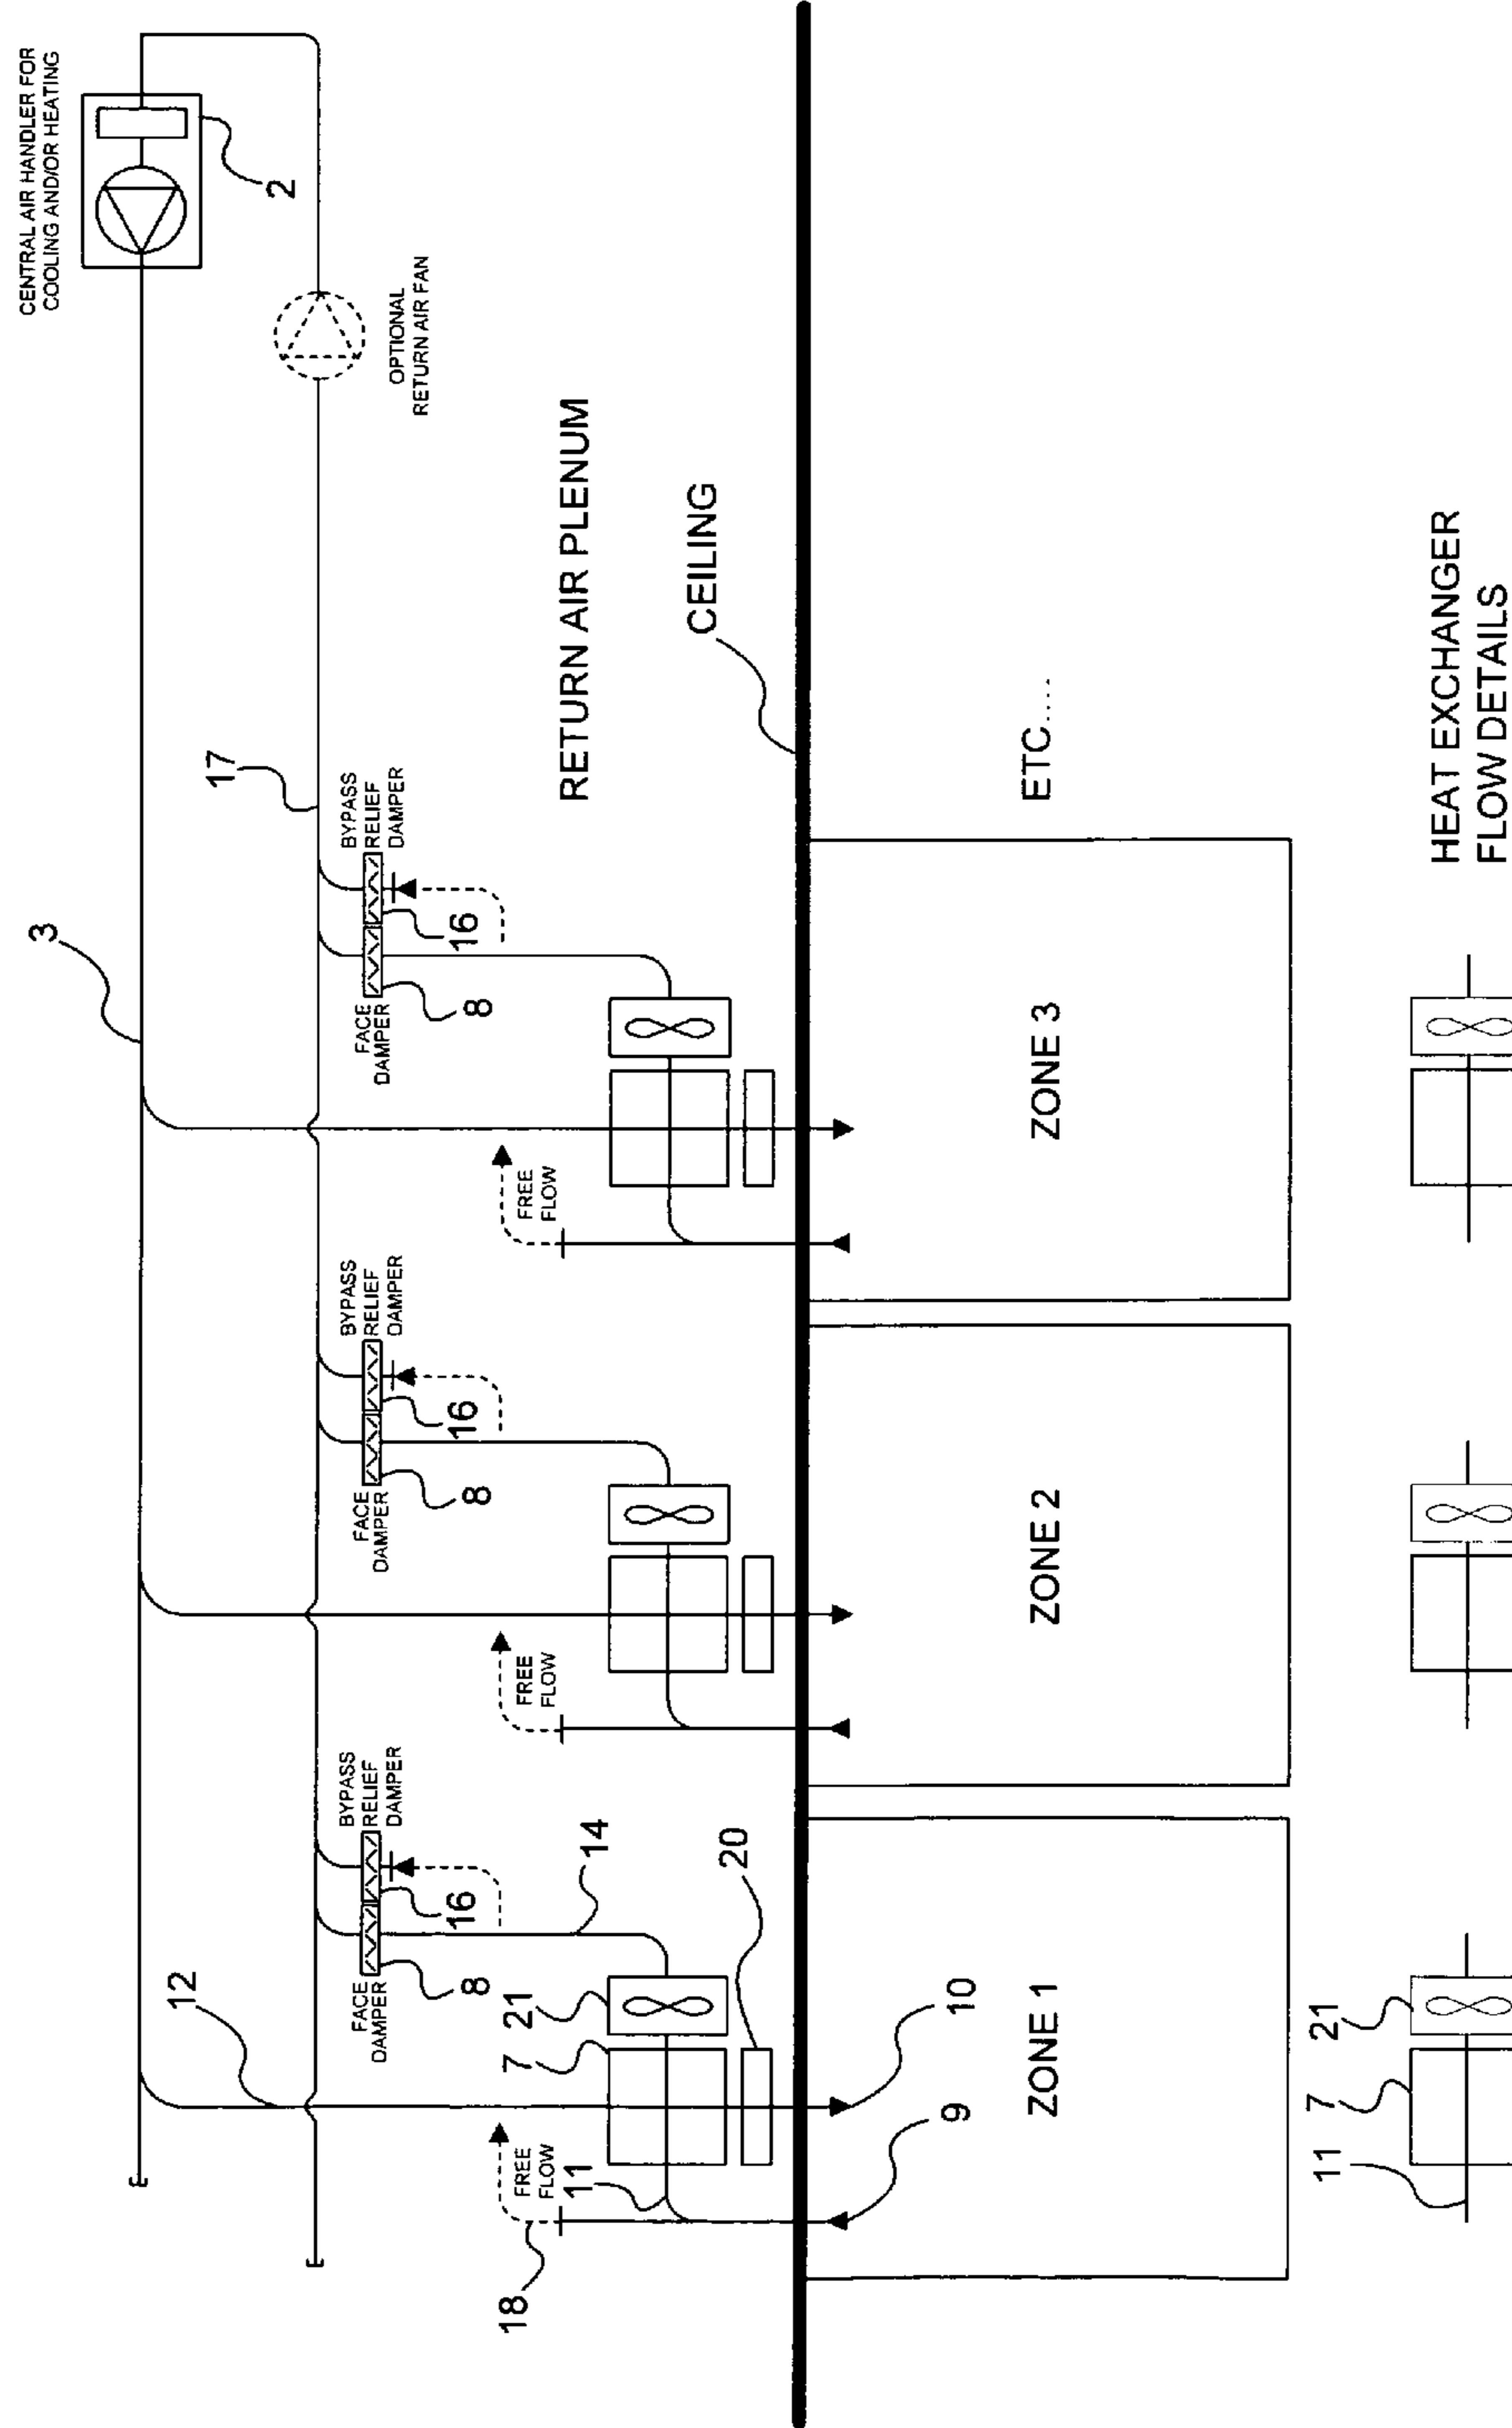 CENTRAL AIR HANDLER FOR
COOLING AND/OR HEATING
3
12
17
2
FACE
DAMPER
BYPASS
RELIEF
DAMPER
FACE
DAMPER
BYPASS
RELIEF
DAMPER
FACE
DAMPER
BYPASS
RELIEF
DAMPER
OPTIONAL
RETURN AIR FAN
8
16
8
16
8
16
18
FREE
FLOW
7
21
FREE
FLOW
FREE
FLOW
11
14
RETURN AIR PLENUM
CEILING
20
9
10
ZONE 1
ZONE 2
ZONE 3
ETC....
11
7
21
HEAT EXCHANGER
FLOW DETAILS